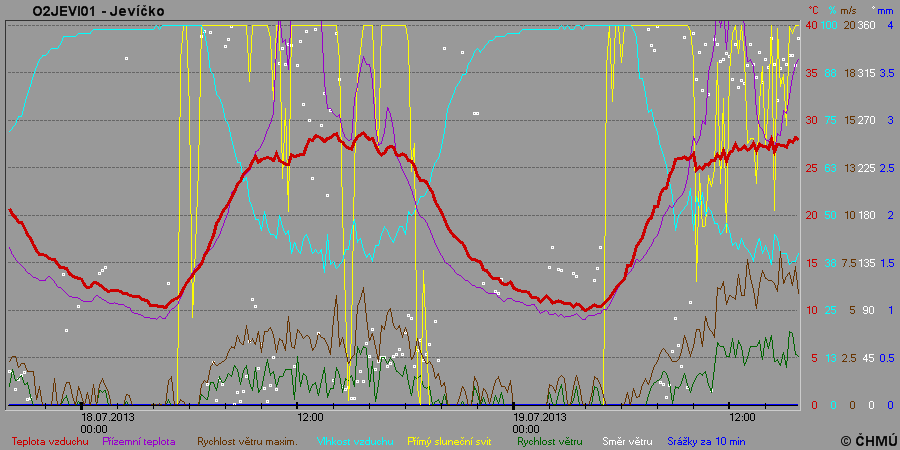 O2JEVI01 - Jevíčko
°C % m/s ° mm
40 100 20 360 4
35 88 18 315 3.5
30 75 15 270 3
25 63 13 225 2.5
20 50 10 180 2
15 38 7.5 135 1.5
10 25 5 90 1
5 13 2.5 45 0.5
0 0 0 0 0
18.07.2013 12:00 19.07.2013 12:00
00:00 00:00
Teplota vzduchu Přízemní teplota Rychlost větru maxim. Vlhkost vzduchu Přímý sluneční svit Rychlost větru Směr větru Srážky za 10 min
© ČHMÚ